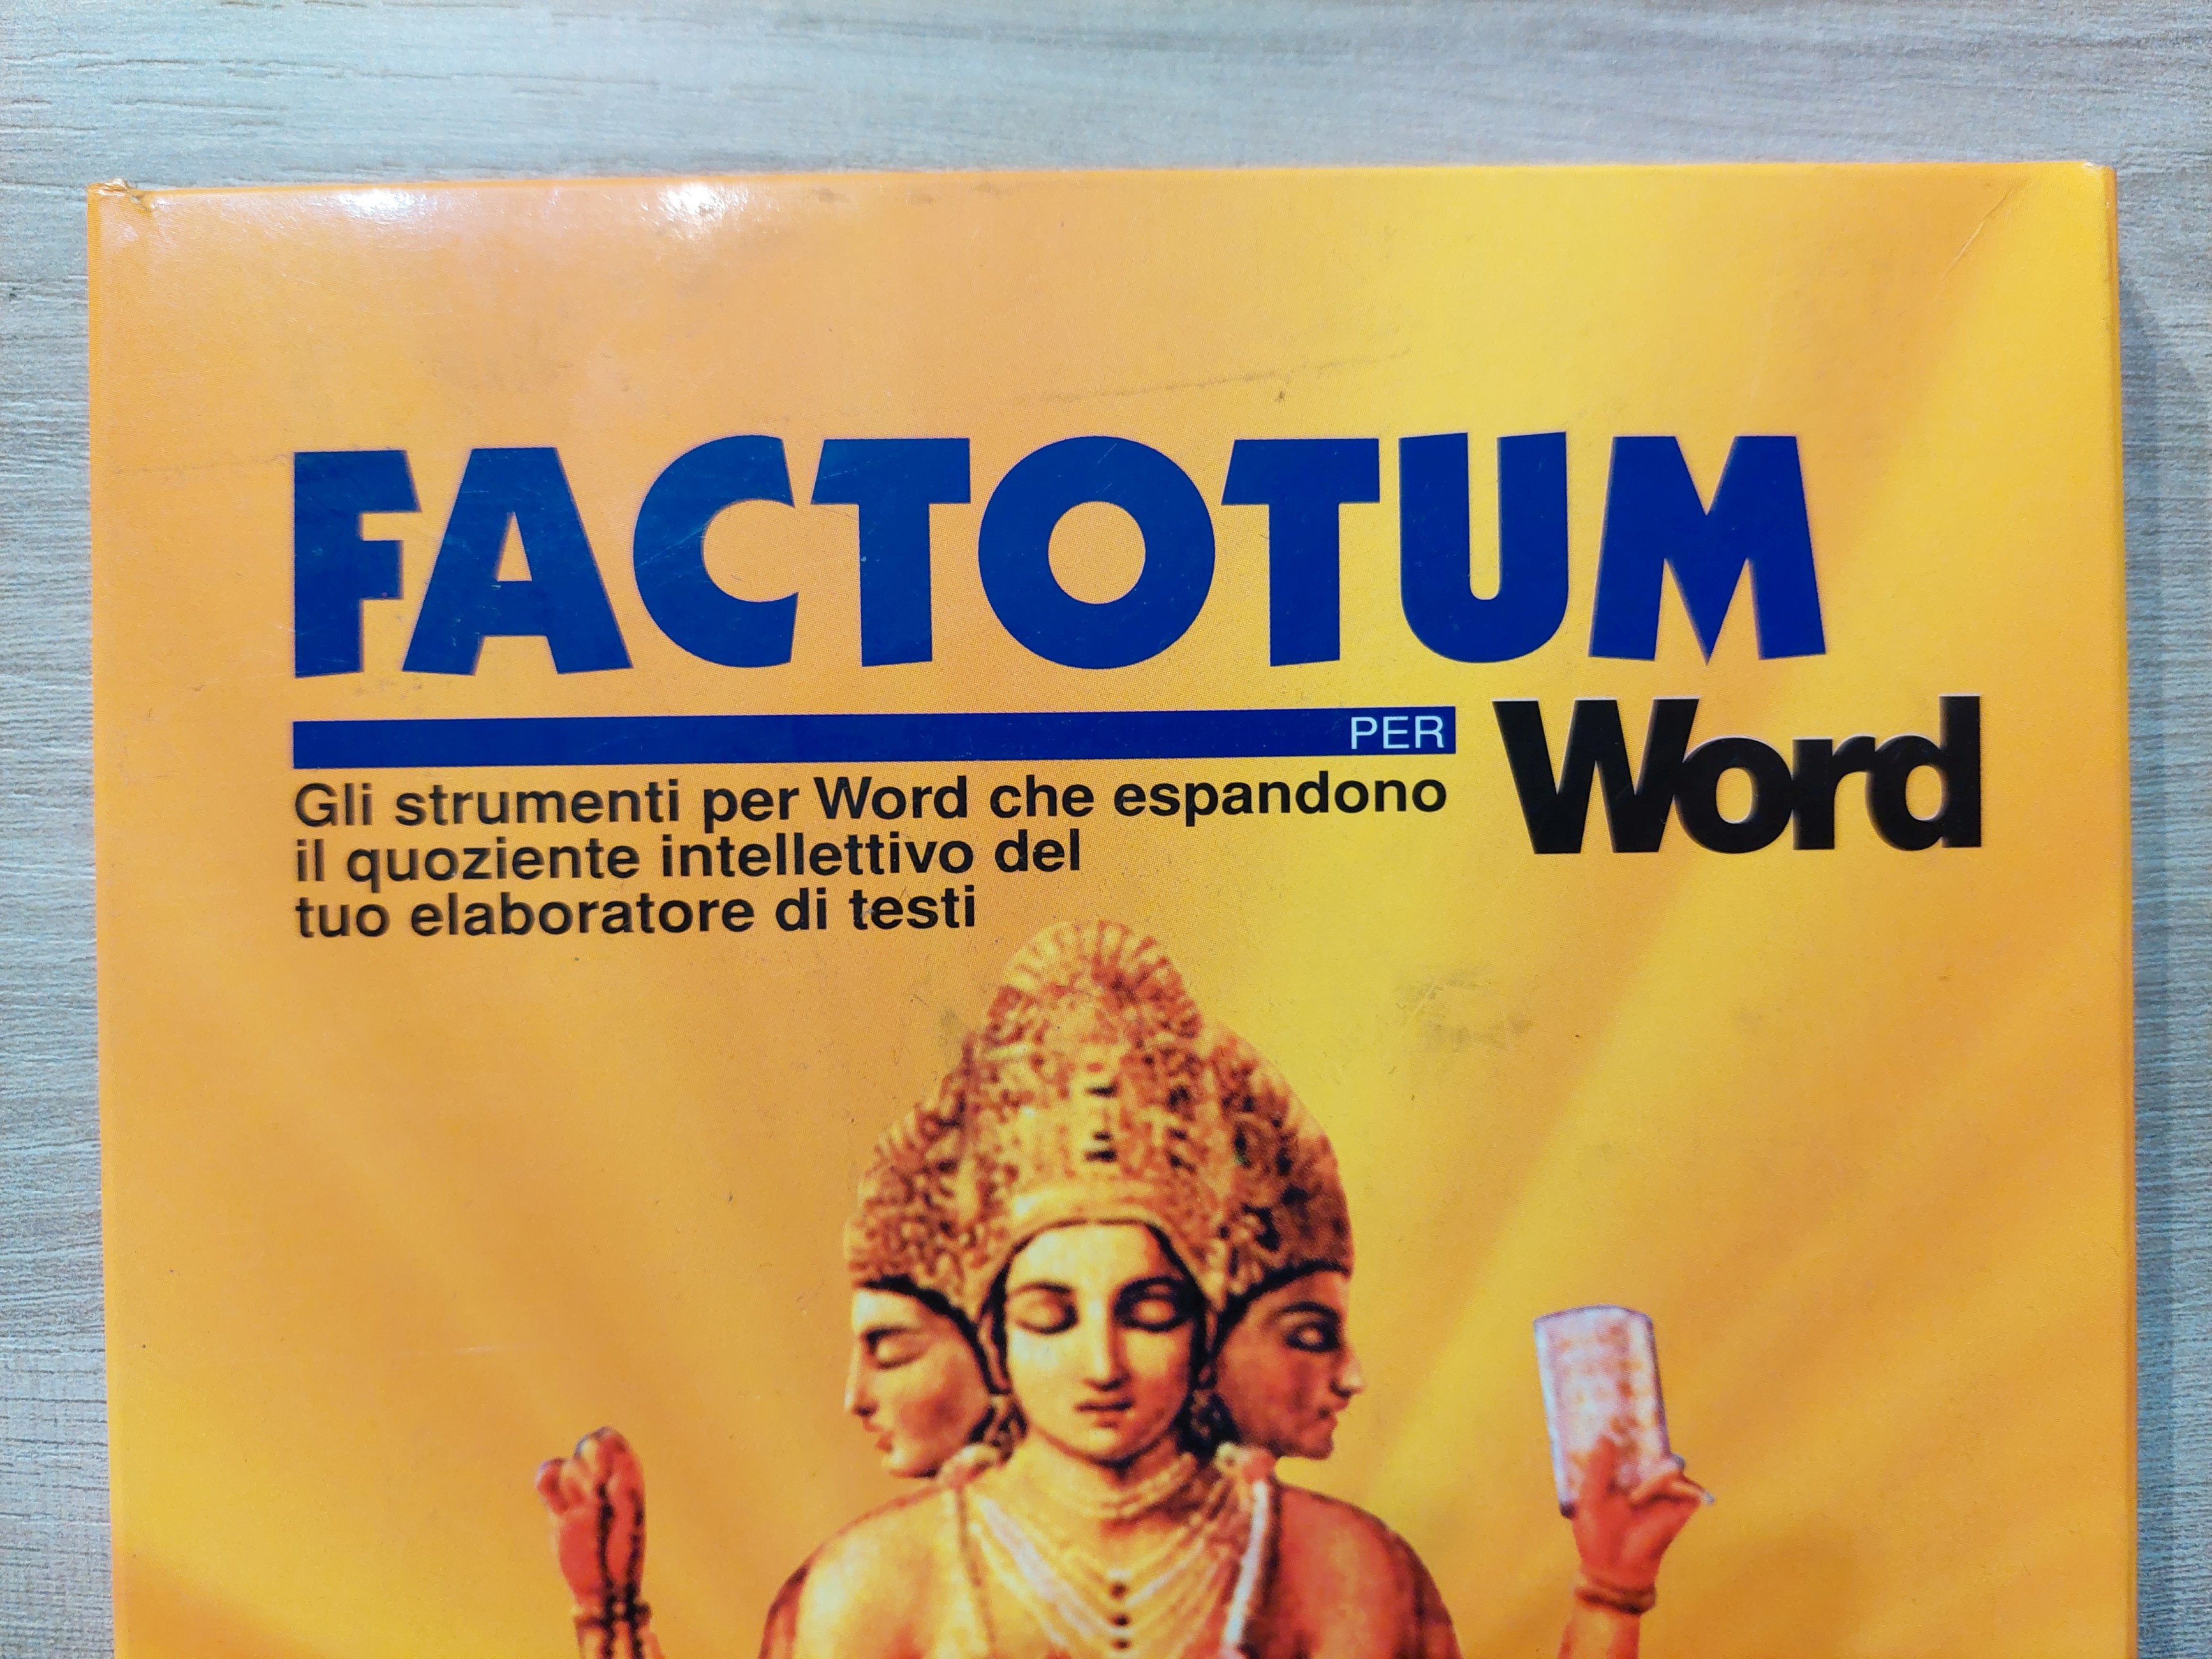 FACTOTUM
PER Word
Gli strumenti per Word che espandono
il quoziente intellettivo del
tuo elaboratore di testi